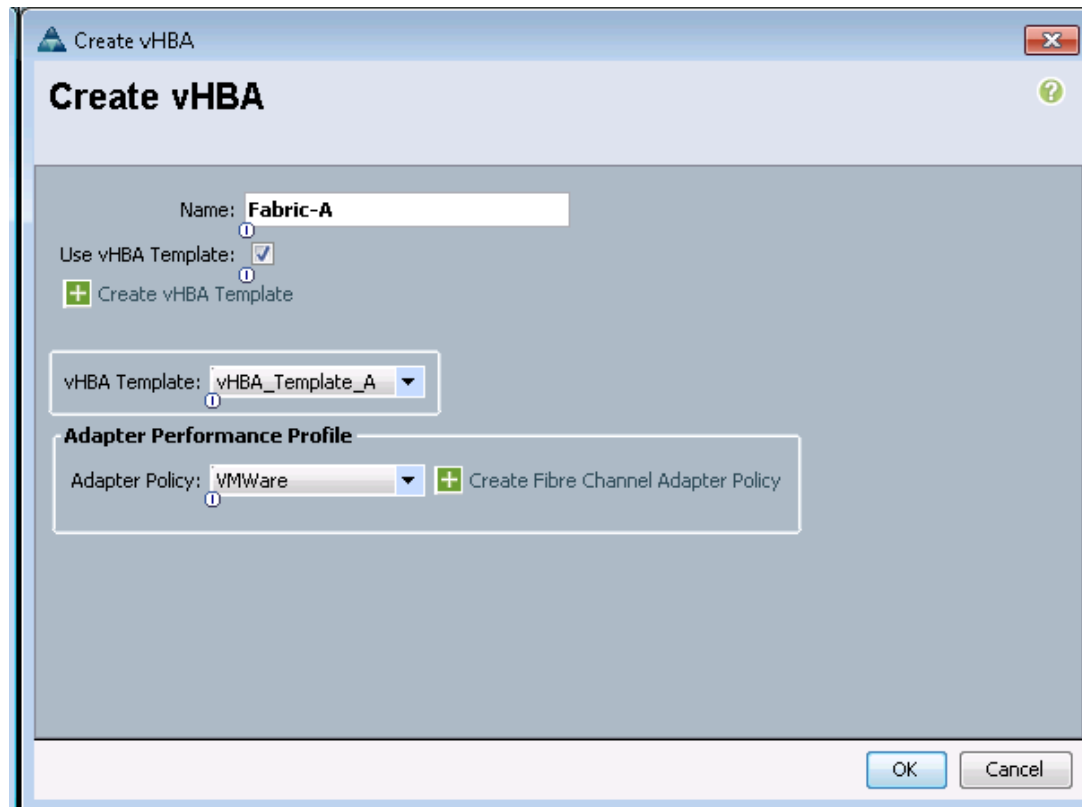 Create vHBA
Create vHBA
Name: Fabric-A
Use vHBA Template:
Create vHBA Template
vHBA Template: vHBA_Template_A
Adapter Performance Profile
Adapter Policy: VMWare Create Fibre Channel Adapter Policy
OK Cancel